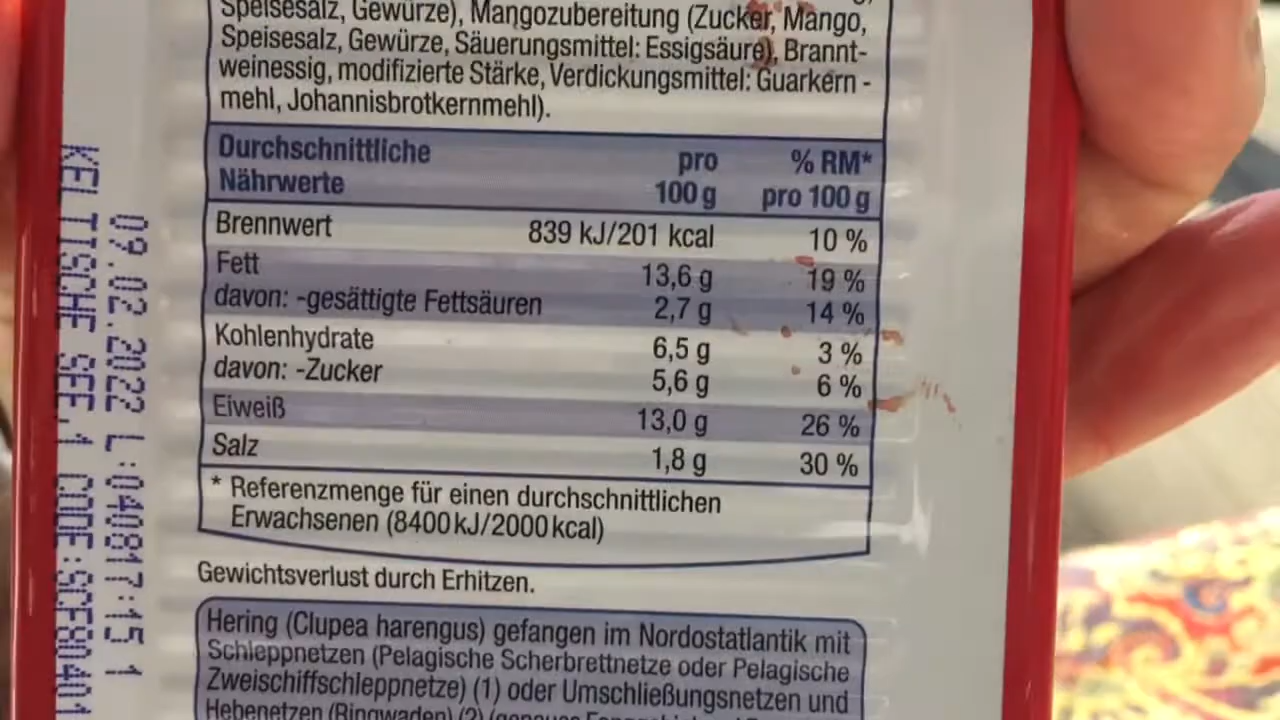 Speisesalz, Gewürze), Mangozubereitung (Zucker, Mango,
Speisesalz, Gewürze, Säuerungsmittel: Essigsäure), Brannt-
weinessig, modifizierte Stärke, Verdickungsmittel: Guarkern -
mehl, Johannisbrotkernmehl).
Durchschnittliche Nährwerte pro 100 g % RM* pro 100 g
Brennwert 839 kJ/201 kcal 10 %
Fett 13,6 g 19 %
davon: -gesättigte Fettsäuren 2,7 g 14 %
Kohlenhydrate 6,5 g 3 %
davon: -Zucker 5,6 g 6 %
Eiweiß 13,0 g 26 %
Salz 1,8 g 30 %
* Referenzmenge für einen durchschnittlichen
Erwachsenen (8400 kJ/2000 kcal)
Gewichtsverlust durch Erhitzen.
Hering (Clupea harengus) gefangen im Nordostatlantik mit
Schleppnetzen (Pelagische Scherbrettnetze oder Pelagische
Zweischiffschleppnetze) (1) oder Umschließungsnetzen und
Hebenetzen (Ringwaden) (2)
09.02.2022 L:040817:15 1
KELTISCHE SEE,1 CODE:SCF80401